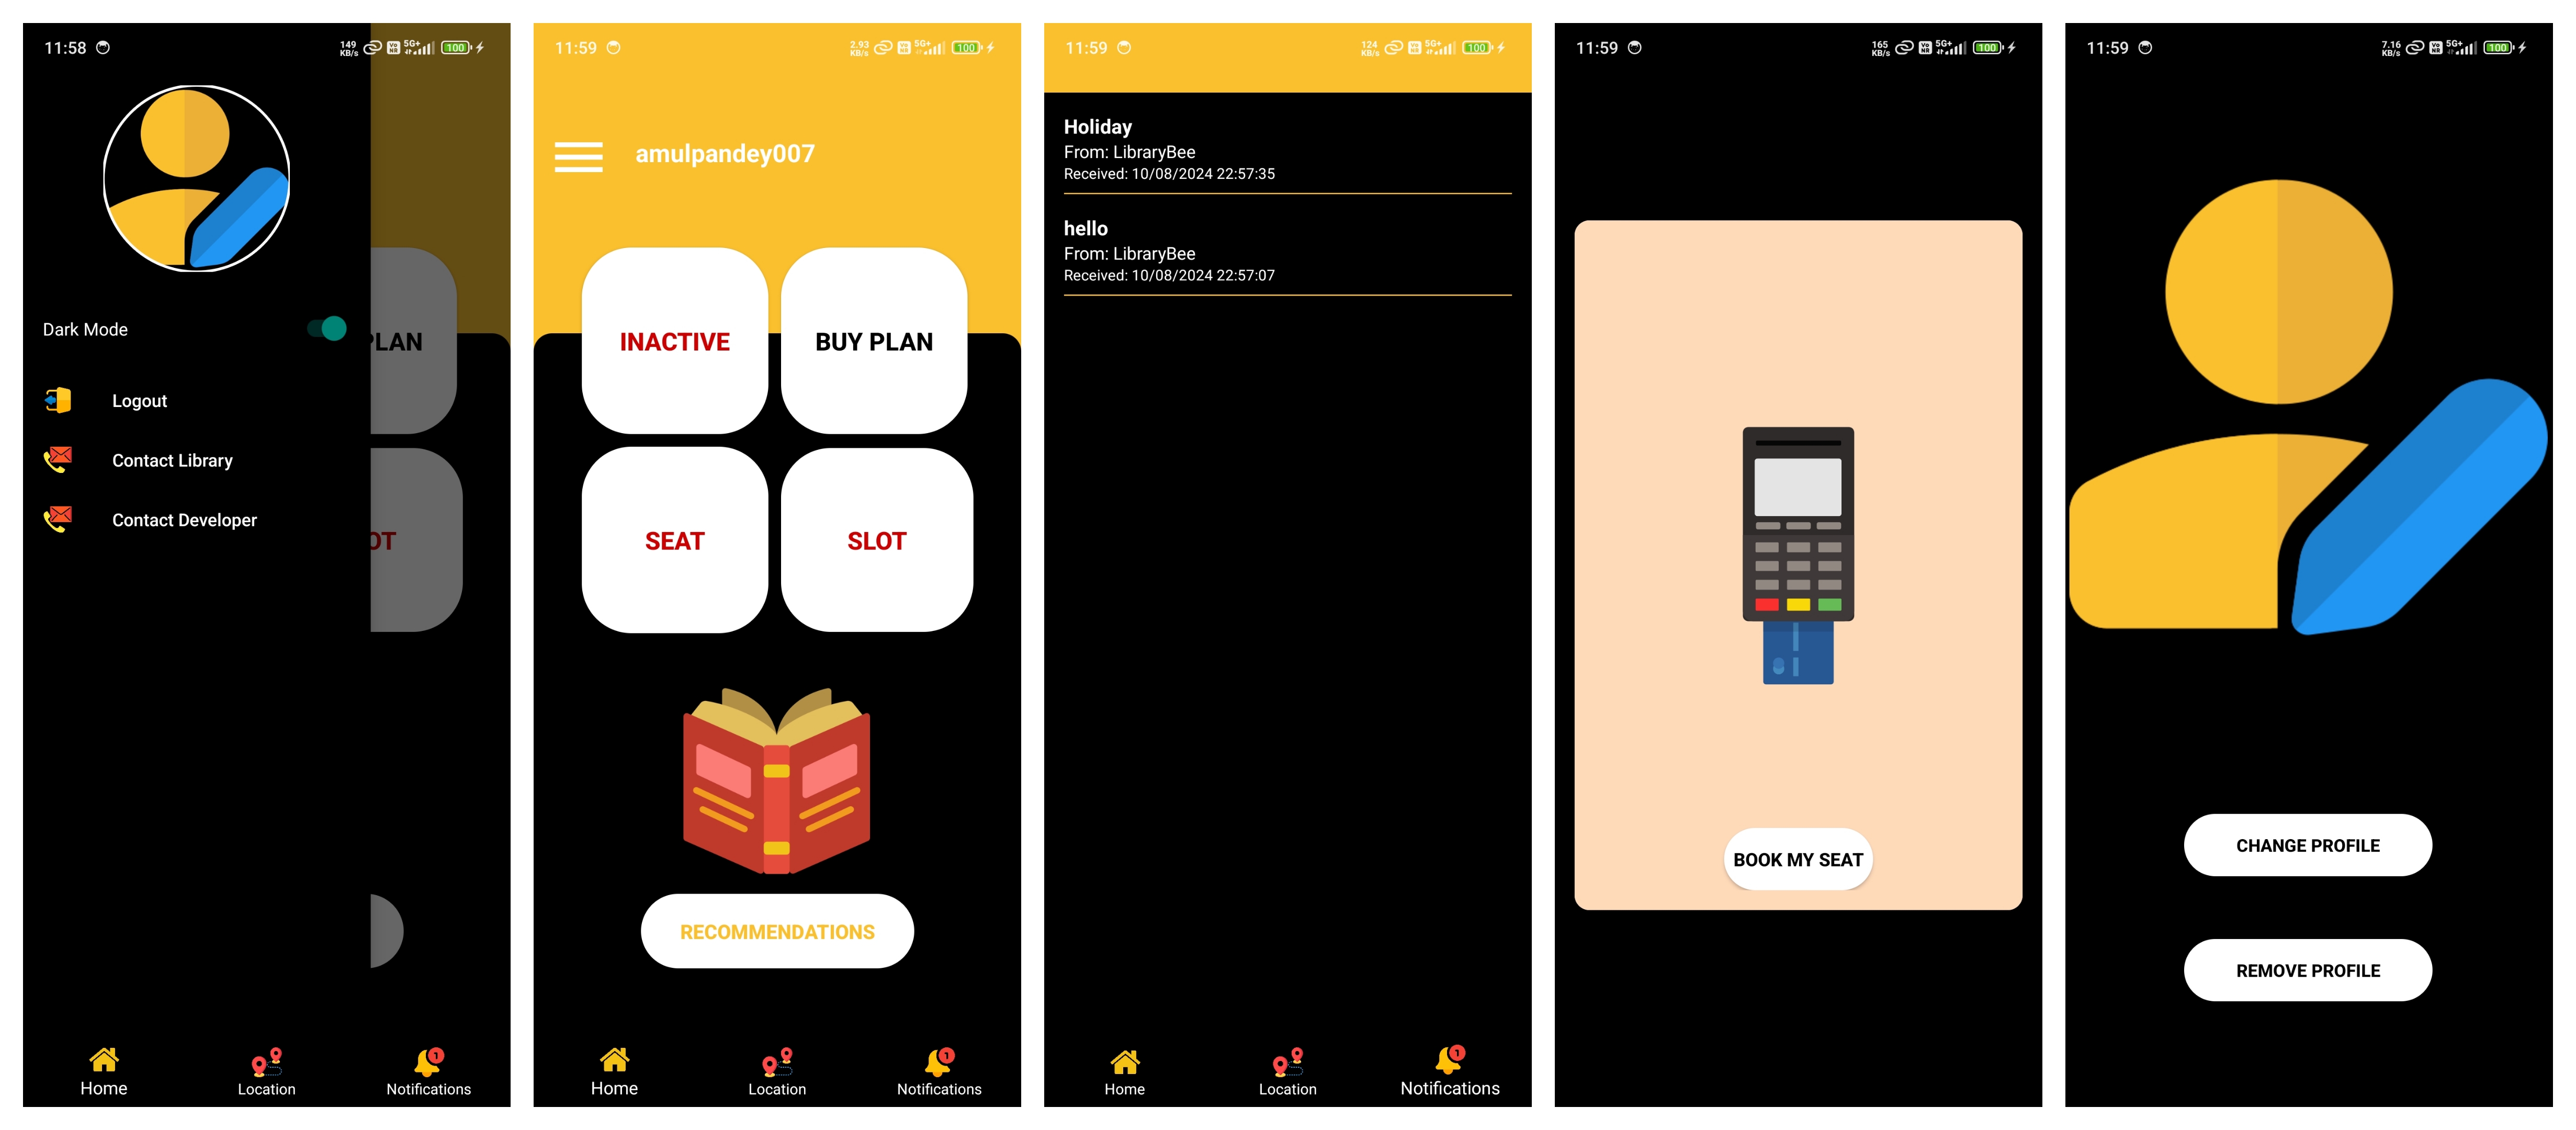 11:58
149
KB/s
5G+
100
Dark Mode
Logout
Contact Library
Contact Developer
PLAN
OT
Home
Location
1
Notifications
11:59
2.93
KB/s
5G+
100
amulpandey007
INACTIVE
BUY PLAN
SEAT
SLOT
RECOMMENDATIONS
Home
Location
1
Notifications
11:59
124
KB/s
5G+
100
Holiday
From: LibraryBee
Received: 10/08/2024 22:57:35
hello
From: LibraryBee
Received: 10/08/2024 22:57:07
Home
Location
1
Notifications
11:59
165
KB/s
5G+
100
BOOK MY SEAT
11:59
7.16
KB/s
5G+
100
CHANGE PROFILE
REMOVE PROFILE